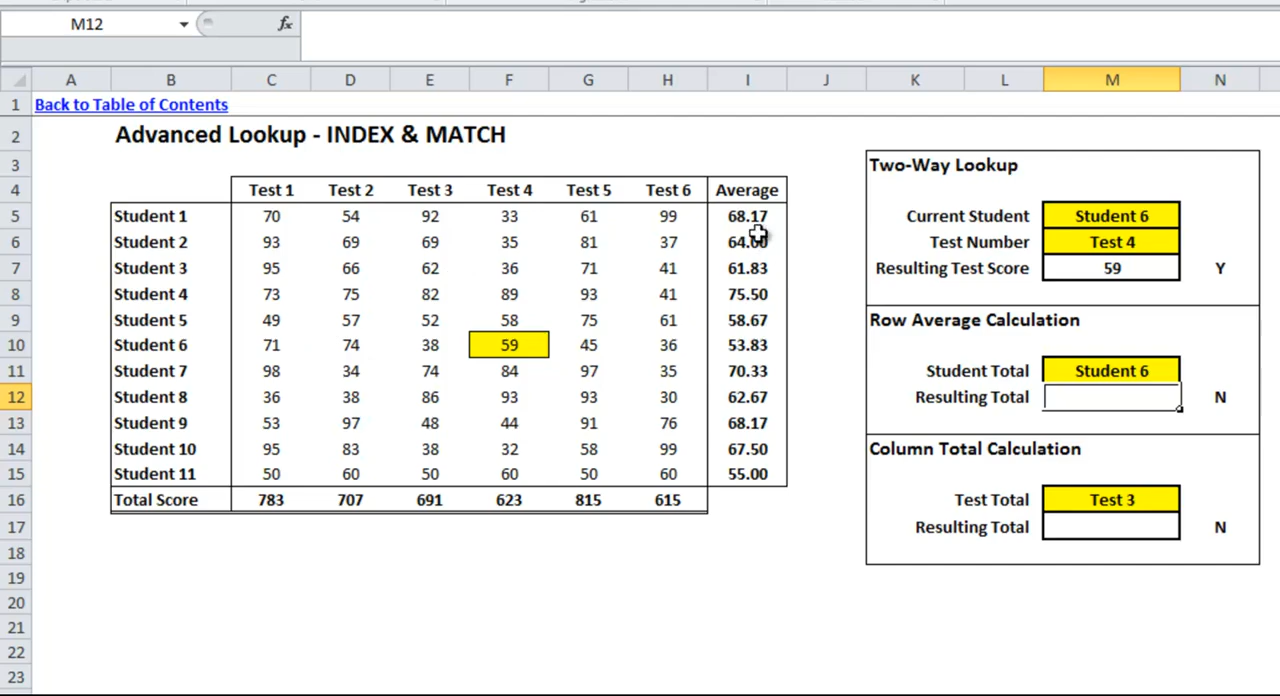 M12 fx
A B C D E F G H I J K L M N
1 Back to Table of Contents
2 Advanced Lookup - INDEX & MATCH
3 Two-Way Lookup
4 Test 1 Test 2 Test 3 Test 4 Test 5 Test 6 Average
5 Student 1 70 54 92 33 61 99 68.17 Current Student Student 6
6 Student 2 93 69 69 35 81 37 Test Number Test 4
7 Student 3 95 66 62 36 71 41 61.83 Resulting Test Score 59 Y
8 Student 4 73 75 82 89 93 41 75.50
9 Student 5 49 57 52 58 75 61 58.67 Row Average Calculation
10 Student 6 71 74 38 59 45 36 53.83
11 Student 7 98 34 74 84 97 35 70.33 Student Total Student 6
12 Student 8 36 38 86 93 93 30 62.67 Resulting Total N
13 Student 9 53 97 48 44 91 76 68.17
14 Student 10 95 83 38 32 58 99 67.50 Column Total Calculation
15 Student 11 50 60 50 60 50 60 55.00
16 Total Score 783 707 691 623 815 615 Test Total Test 3
17 Resulting Total N
18
19
20
21
22
23